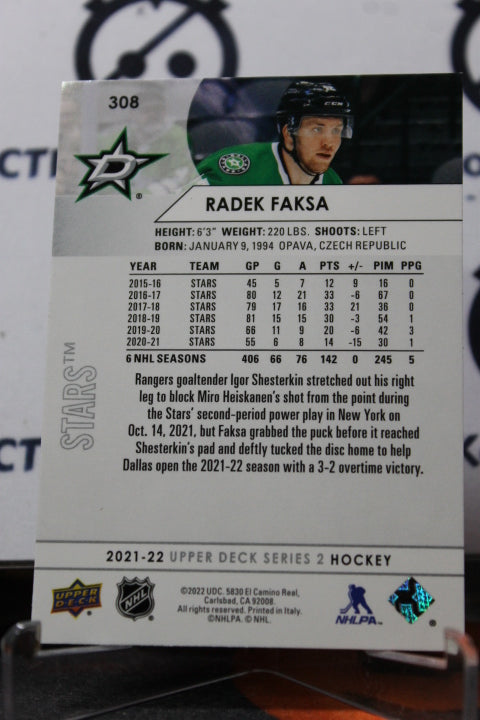 308
D
RADEK FAKSA
HEIGHT: 6'3" WEIGHT: 220 LBS. SHOOTS: LEFT
BORN: JANUARY 9, 1994 OPAVA, CZECH REPUBLIC
YEAR TEAM GP G A PTS +/- PIM PPG
2015-16 STARS 45 5 7 12 9 16 0
2016-17 STARS 80 12 21 33 -6 67 0
2017-18 STARS 79 17 16 33 21 36 0
2018-19 STARS 81 15 15 30 -3 54 1
2019-20 STARS 66 11 9 20 -6 42 3
2020-21 STARS 55 6 8 14 -15 30 1
6 NHL SEASONS 406 66 76 142 0 245 5
STARS™
Rangers goaltender Igor Shesterkin stretched out his right
leg to block Miro Heiskanen's shot from the point during
the Stars' second-period power play in New York on
Oct. 14, 2021, but Faksa grabbed the puck before it reached
Shesterkin's pad and deftly tucked the disc home to help
Dallas open the 2021-22 season with a 3-2 overtime victory.
2021-22 UPPER DECK SERIES 2 HOCKEY
UPPER DECK
NHL
©2022 UDC. 5830 El Camino Real,
Carlsbad, CA 92008.
All rights reserved. Printed in Italy.
©NHLPA. © NHL.
NHLPA™